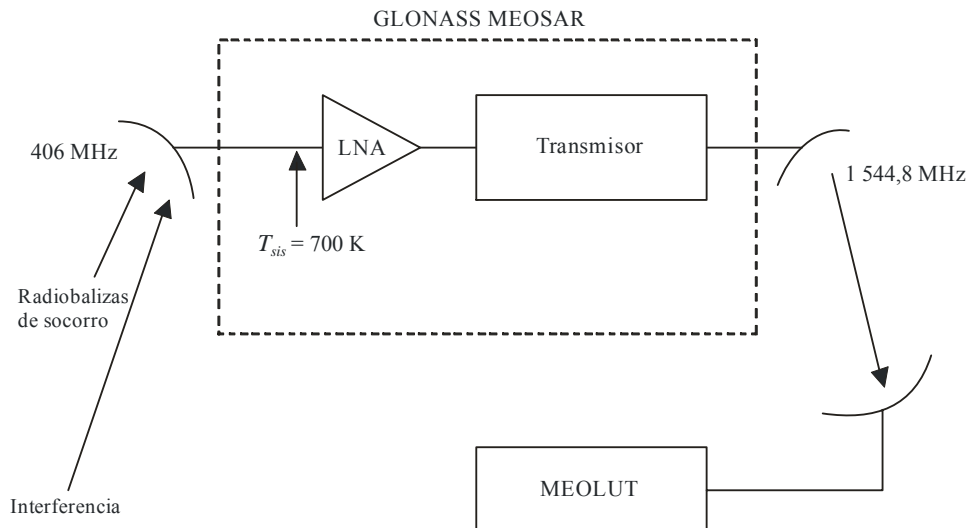 GLONASS MEOSAR
406 MHz
LNA
Transmisor
1 544,8 MHz
T_sis = 700 K
Radiobalizas
de socorro
MEOLUT
Interferencia